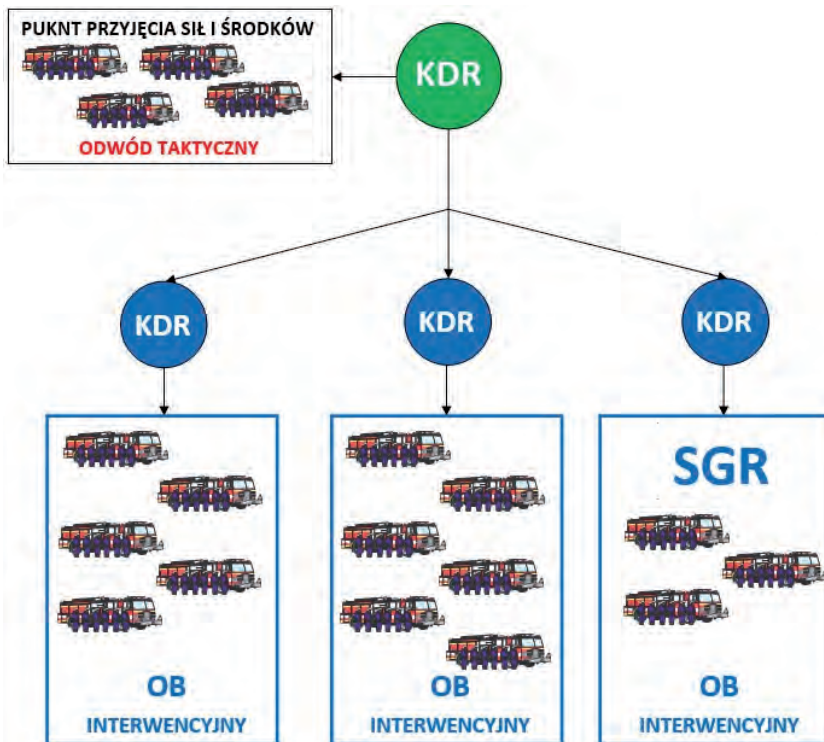 PUKNT PRZYJĘCIA SIŁ I ŚRODKÓW
ODWÓD TAKTYCZNY
KDR
KDR
KDR
KDR
OB
INTERWENCYJNY
OB
INTERWENCYJNY
SGR
OB
INTERWENCYJNY